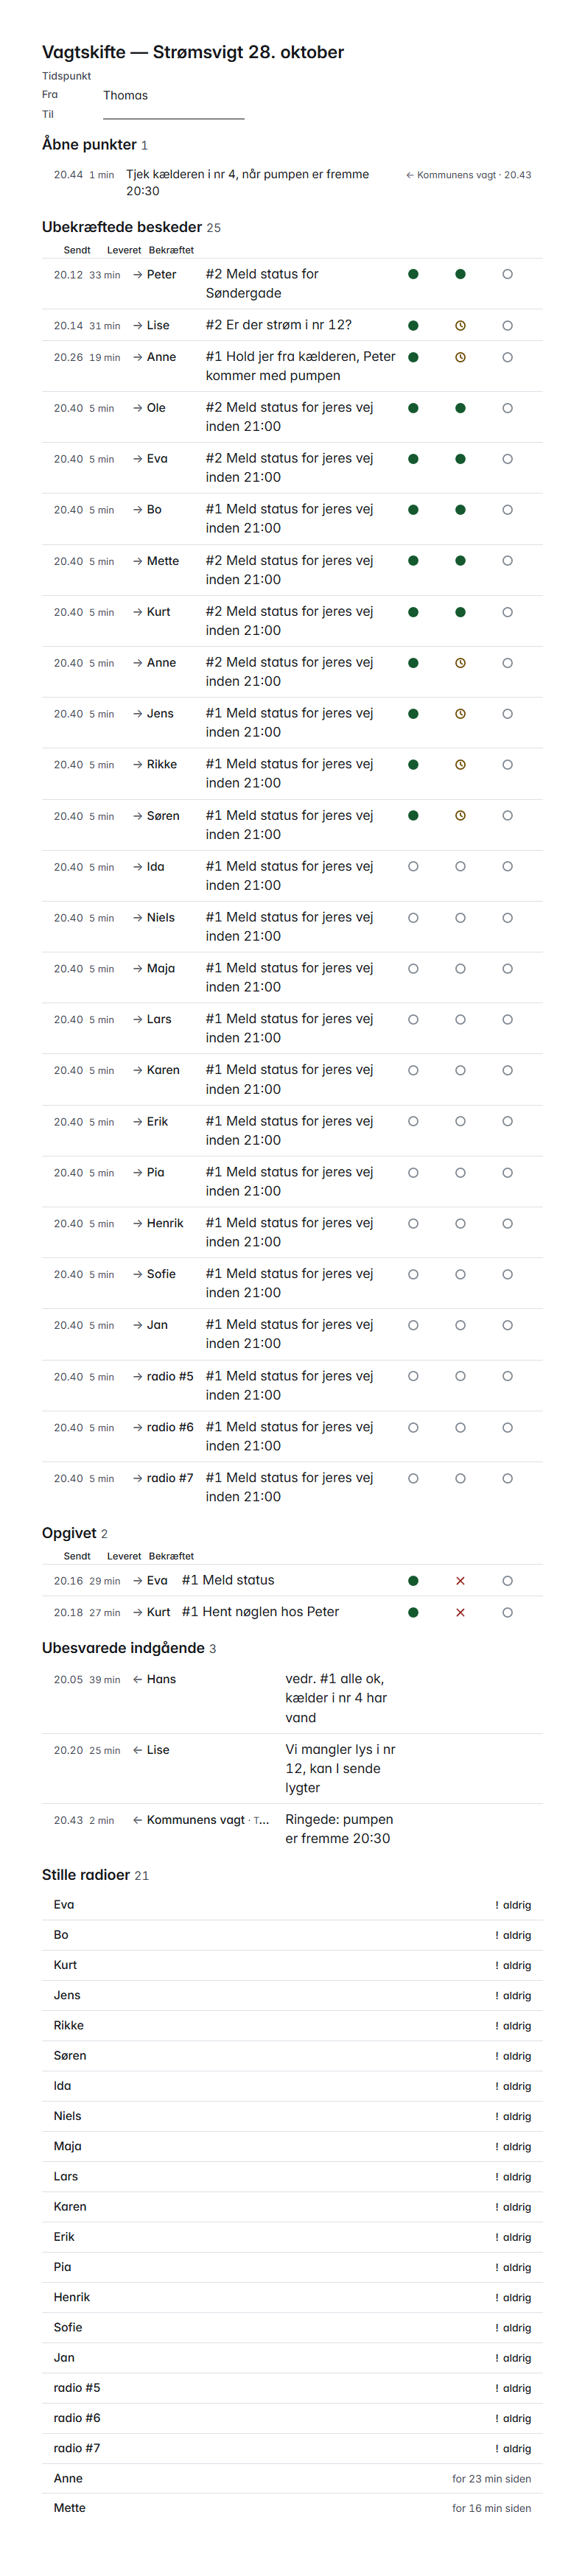 Vagtskifte — Strømsvigt 28. oktober
Tidspunkt
Fra Thomas
Til
Åbne punkter 1
20.44 1 min Tjek kælderen i nr 4, når pumpen er fremme ← Kommunens vagt · 20.43
20:30
Ubekræftede beskeder 25
Sendt Leveret Bekræftet
20.12 33 min → Peter #2 Meld status for
Søndergade
20.14 31 min → Lise #2 Er der strøm i nr 12?
20.26 19 min → Anne #1 Hold jer fra kælderen, Peter
kommer med pumpen
20.40 5 min → Ole #2 Meld status for jeres vej
inden 21:00
20.40 5 min → Eva #2 Meld status for jeres vej
inden 21:00
20.40 5 min → Bo #1 Meld status for jeres vej
inden 21:00
20.40 5 min → Mette #2 Meld status for jeres vej
inden 21:00
20.40 5 min → Kurt #2 Meld status for jeres vej
inden 21:00
20.40 5 min → Anne #2 Meld status for jeres vej
inden 21:00
20.40 5 min → Jens #1 Meld status for jeres vej
inden 21:00
20.40 5 min → Rikke #1 Meld status for jeres vej
inden 21:00
20.40 5 min → Søren #1 Meld status for jeres vej
inden 21:00
20.40 5 min → Ida #1 Meld status for jeres vej
inden 21:00
20.40 5 min → Niels #1 Meld status for jeres vej
inden 21:00
20.40 5 min → Maja #1 Meld status for jeres vej
inden 21:00
20.40 5 min → Lars #1 Meld status for jeres vej
inden 21:00
20.40 5 min → Karen #1 Meld status for jeres vej
inden 21:00
20.40 5 min → Erik #1 Meld status for jeres vej
inden 21:00
20.40 5 min → Pia #1 Meld status for jeres vej
inden 21:00
20.40 5 min → Henrik #1 Meld status for jeres vej
inden 21:00
20.40 5 min → Sofie #1 Meld status for jeres vej
inden 21:00
20.40 5 min → Jan #1 Meld status for jeres vej
inden 21:00
20.40 5 min → radio #5 #1 Meld status for jeres vej
inden 21:00
20.40 5 min → radio #6 #1 Meld status for jeres vej
inden 21:00
20.40 5 min → radio #7 #1 Meld status for jeres vej
inden 21:00
Opgivet 2
Sendt Leveret Bekræftet
20.16 29 min → Eva #1 Meld status
20.18 27 min → Kurt #1 Hent nøglen hos Peter
Ubesvarede indgående 3
20.05 39 min ← Hans vedr. #1 alle ok,
kælder i nr 4 har
vand
20.20 25 min ← Lise Vi mangler lys i nr
12, kan I sende
lygter
20.43 2 min ← Kommunens vagt · T... Ringede: pumpen
er fremme 20:30
Stille radioer 21
Eva ! aldrig
Bo ! aldrig
Kurt ! aldrig
Jens ! aldrig
Rikke ! aldrig
Søren ! aldrig
Ida ! aldrig
Niels ! aldrig
Maja ! aldrig
Lars ! aldrig
Karen ! aldrig
Erik ! aldrig
Pia ! aldrig
Henrik ! aldrig
Sofie ! aldrig
Jan ! aldrig
radio #5 ! aldrig
radio #6 ! aldrig
radio #7 ! aldrig
Anne for 23 min siden
Mette for 16 min siden